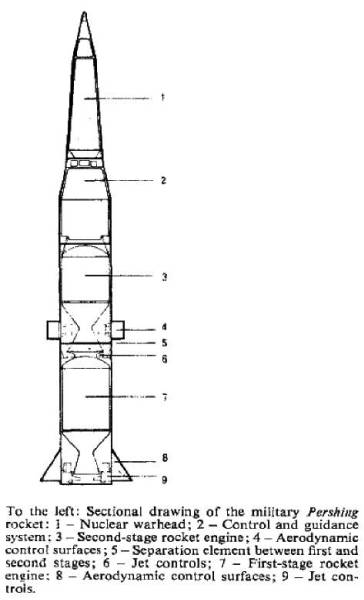 1
2
3
4
5
6
7
8
9
To the left: Sectional drawing of the military Pershing
rocket: 1 – Nuclear warhead; 2 – Control and guidance
system; 3 – Second-stage rocket engine; 4 – Aerodynamic
control surfaces; 5 – Separation element between first and
second stages; 6 – Jet controls; 7 – First-stage rocket
engine; 8 – Aerodynamic control surfaces; 9 – Jet con-
trols.